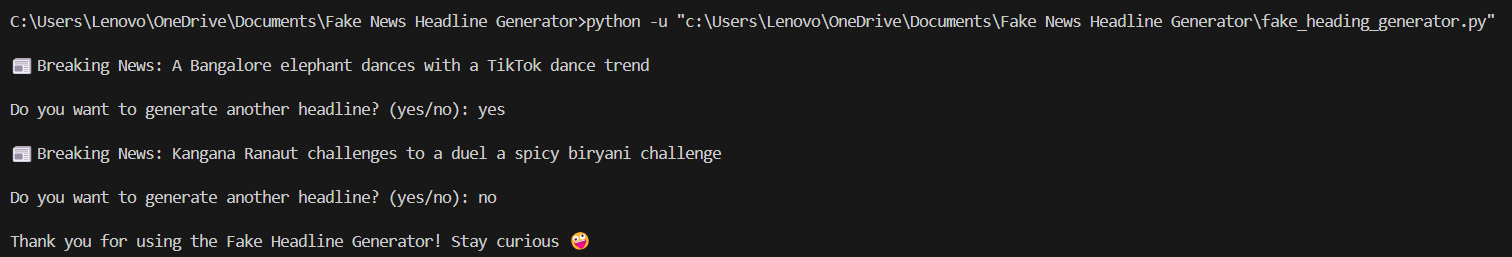 C:\Users\Lenovo\OneDrive\Documents\Fake News Headline Generator>python -u "c:\Users\Lenovo\OneDrive\Documents\Fake News Headline Generator\fake_heading_generator.py"
📰 Breaking News: A Bangalore elephant dances with a TikTok dance trend
Do you want to generate another headline? (yes/no): yes
📰 Breaking News: Kangana Ranaut challenges to a duel a spicy biryani challenge
Do you want to generate another headline? (yes/no): no
Thank you for using the Fake Headline Generator! Stay curious 🤪